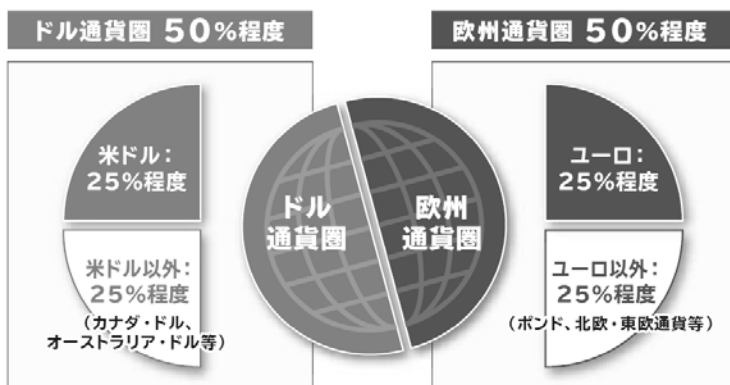 ドル通貨圏 50%程度
欧州通貨圏 50%程度
米ドル:
25%程度
米ドル以外:
25%程度
(カナダ・ドル、
オーストラリア・ドル等)
ドル
通貨圏
欧州
通貨圏
ユーロ:
25%程度
ユーロ以外:
25%程度
(ポンド、北欧・東欧通貨等)